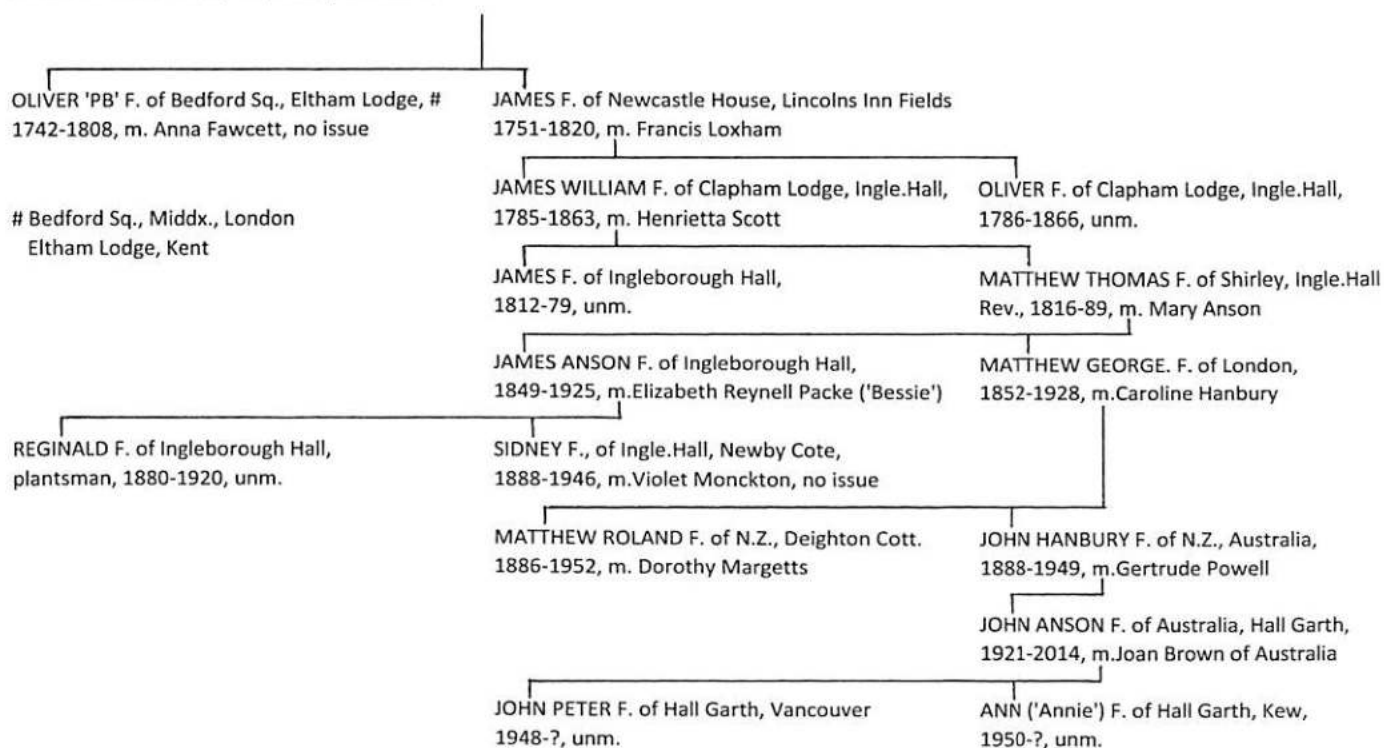 OLIVER 'PB' F. of Bedford Sq., Eltham Lodge, #
1742-1808, m. Anna Fawcett, no issue
JAMES F. of Newcastle House, Lincolns Inn Fields
1751-1820, m. Francis Loxham
# Bedford Sq., Middx., London
Eltham Lodge, Kent
JAMES WILLIAM F. of Clapham Lodge, Ingle.Hall,
1785-1863, m. Henrietta Scott
OLIVER F. of Clapham Lodge, Ingle.Hall,
1786-1866, unm.
JAMES F. of Ingleborough Hall,
1812-79, unm.
MATTHEW THOMAS F. of Shirley, Ingle.Hall
Rev., 1816-89, m. Mary Anson
JAMES ANSON F. of Ingleborough Hall,
1849-1925, m.Elizabeth Reynell Packe ('Bessie')
MATTHEW GEORGE. F. of London,
1852-1928, m.Caroline Hanbury
REGINALD F. of Ingleborough Hall,
plantsman, 1880-1920, unm.
SIDNEY F., of Ingle.Hall, Newby Cote,
1888-1946, m.Violet Monckton, no issue
MATTHEW ROLAND F. of N.Z., Deighton Cott.
1886-1952, m. Dorothy Margetts
JOHN HANBURY F. of N.Z., Australia,
1888-1949, m.Gertrude Powell
JOHN ANSON F. of Australia, Hall Garth,
1921-2014, m.Joan Brown of Australia
JOHN PETER F. of Hall Garth, Vancouver
1948-?, unm.
ANN ('Annie') F. of Hall Garth, Kew,
1950-?, unm.